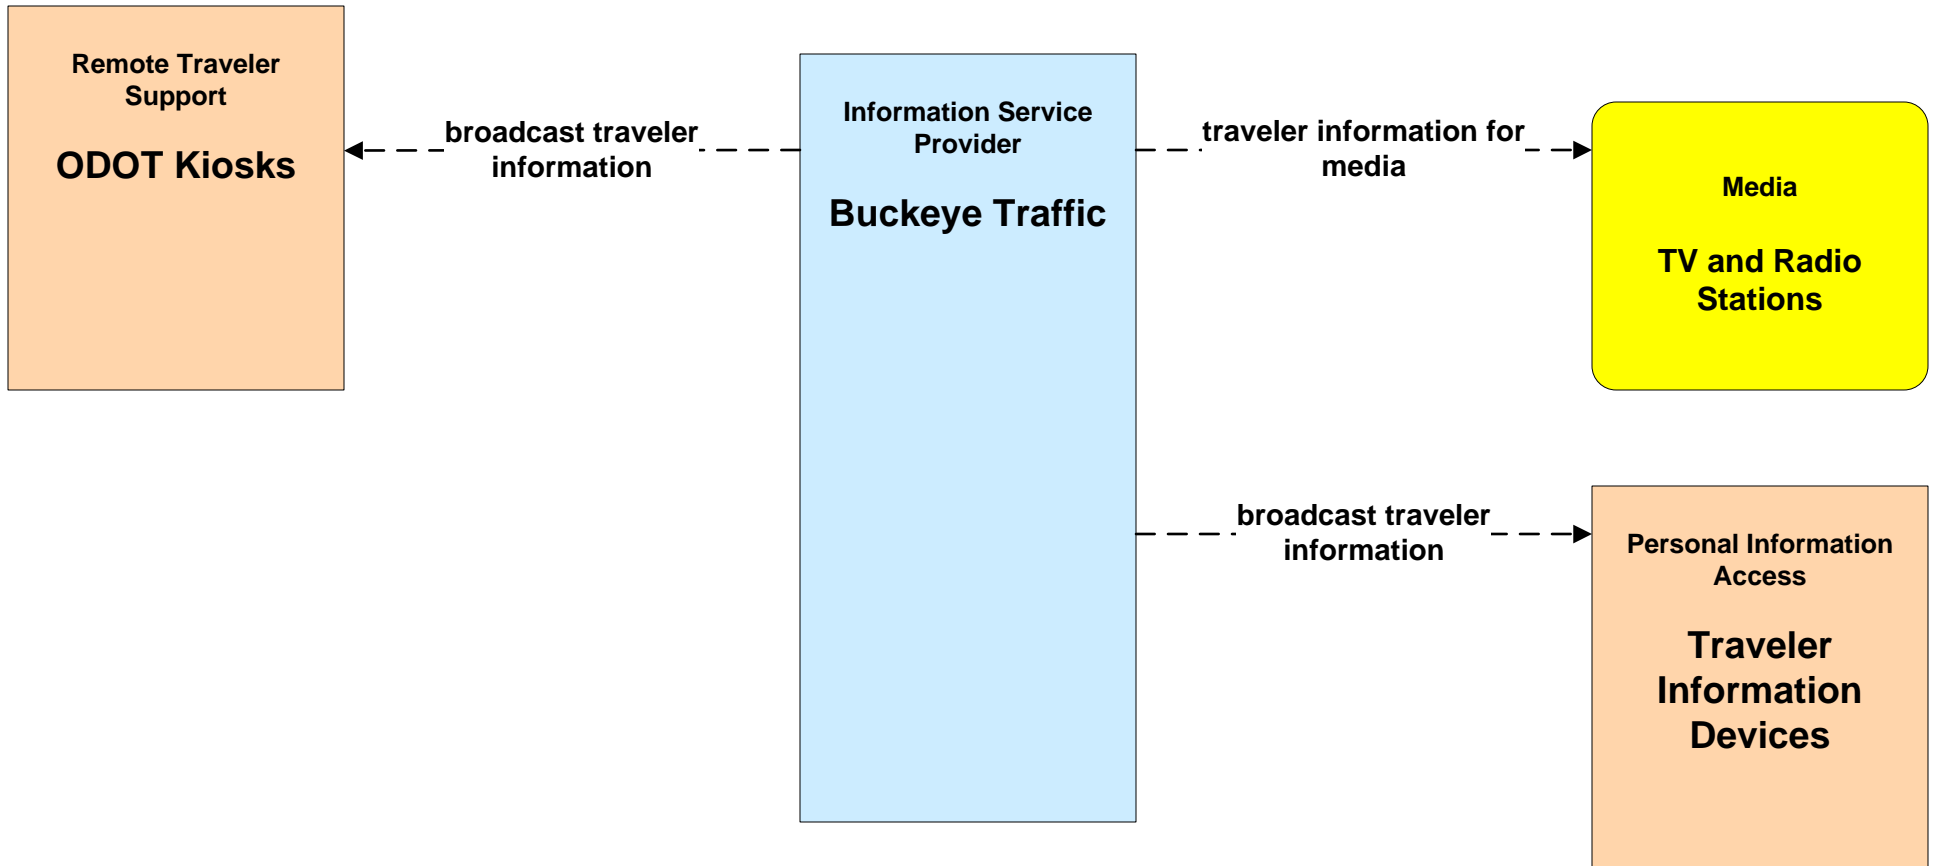 Remote Traveler
Support
ODOT Kiosks
broadcast traveler
information
Information Service
Provider
Buckeye Traffic
traveler information for
media
Media
TV and Radio
Stations
broadcast traveler
information
Personal Information
Access
Traveler
Information
Devices